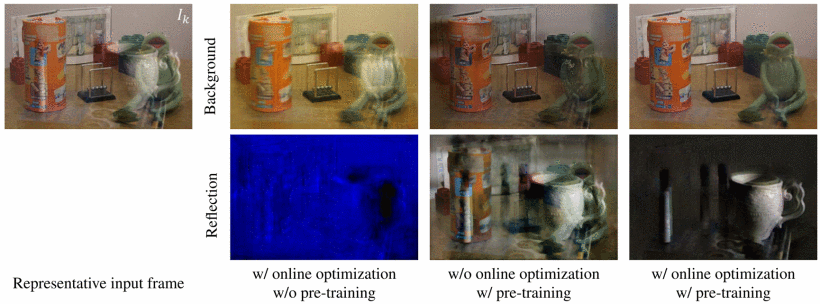 I_k
Background
Reflection
Representative input frame
w/ online optimization
w/o pre-training
w/o online optimization
w/ pre-training
w/ online optimization
w/ pre-training